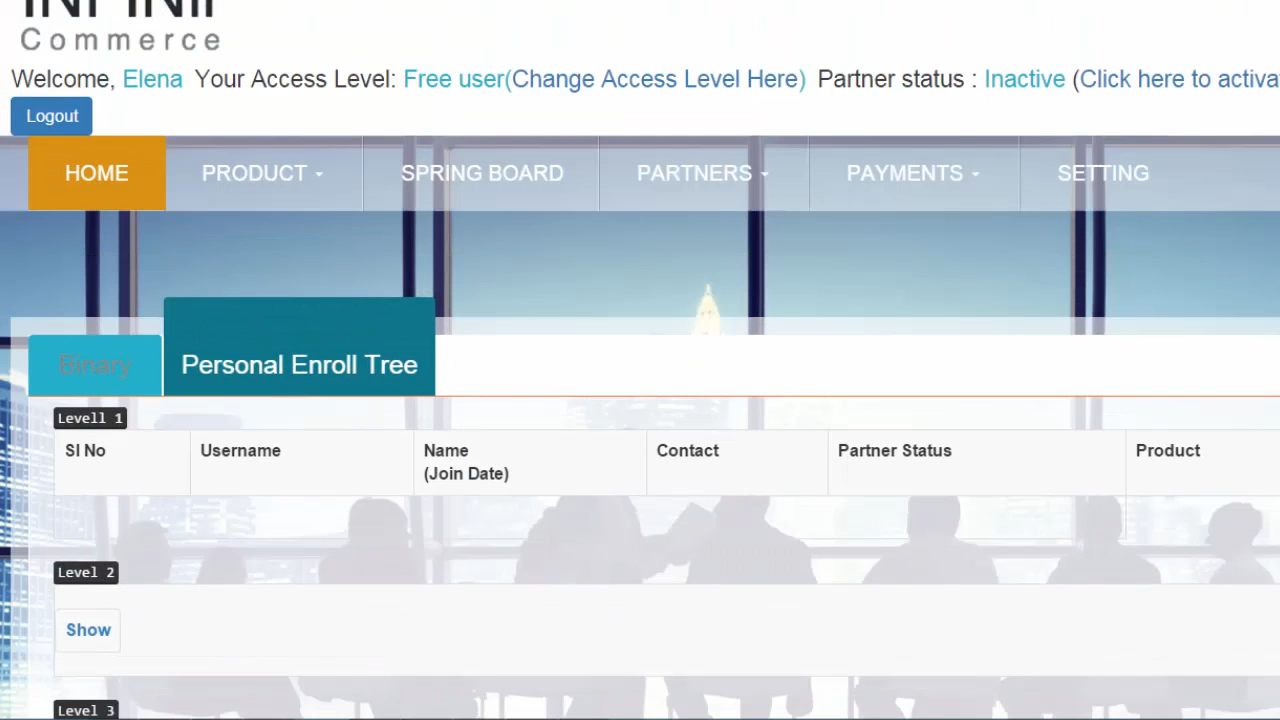 Commerce
Welcome, Elena Your Access Level: Free user(Change Access Level Here) Partner status : Inactive (Click here to activa
Logout
HOME PRODUCT SPRING BOARD PARTNERS PAYMENTS SETTING
Binary Personal Enroll Tree
Levell 1
Sl No Username Name Contact Partner Status Product
(Join Date)
Level 2
Show
Level 3